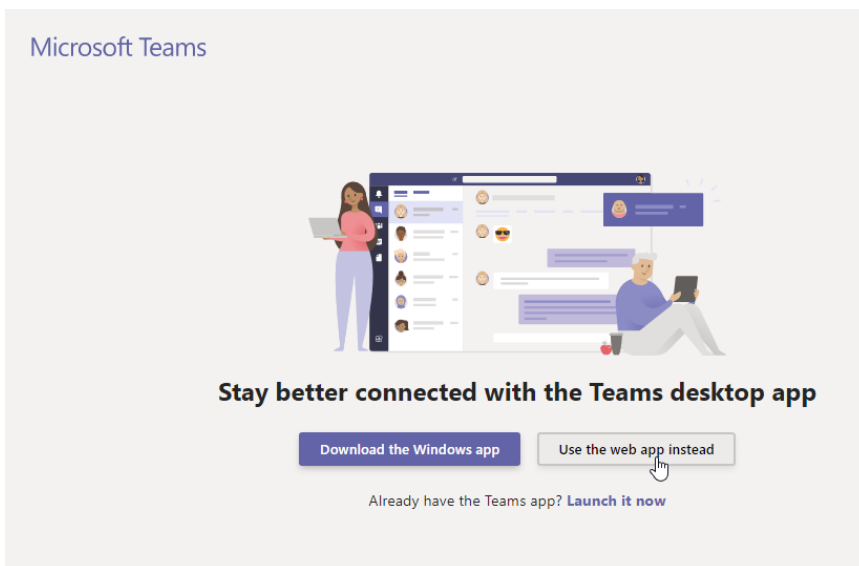 Microsoft Teams
Stay better connected with the Teams desktop app
Download the Windows app
Use the web app instead
Already have the Teams app? Launch it now